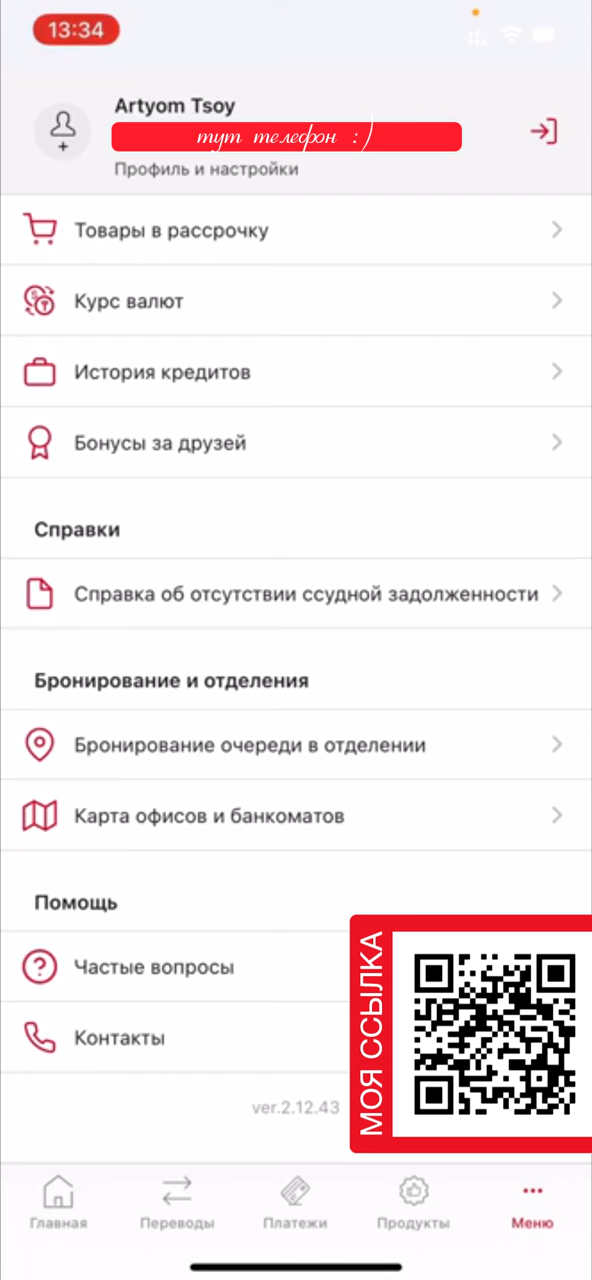 13:34
Artyom Tsoy
тут телефон :)
Профиль и настройки
Товары в рассрочку
Курс валют
История кредитов
Бонусы за друзей
Справки
Справка об отсутствии ссудной задолженности
Бронирование и отделения
Бронирование очереди в отделении
Карта офисов и банкоматов
Помощь
Частые вопросы
Контакты
МОЯ ССЫЛКА
ver.2.12.43
Главная
Переводы
Платежи
Продукты
Меню